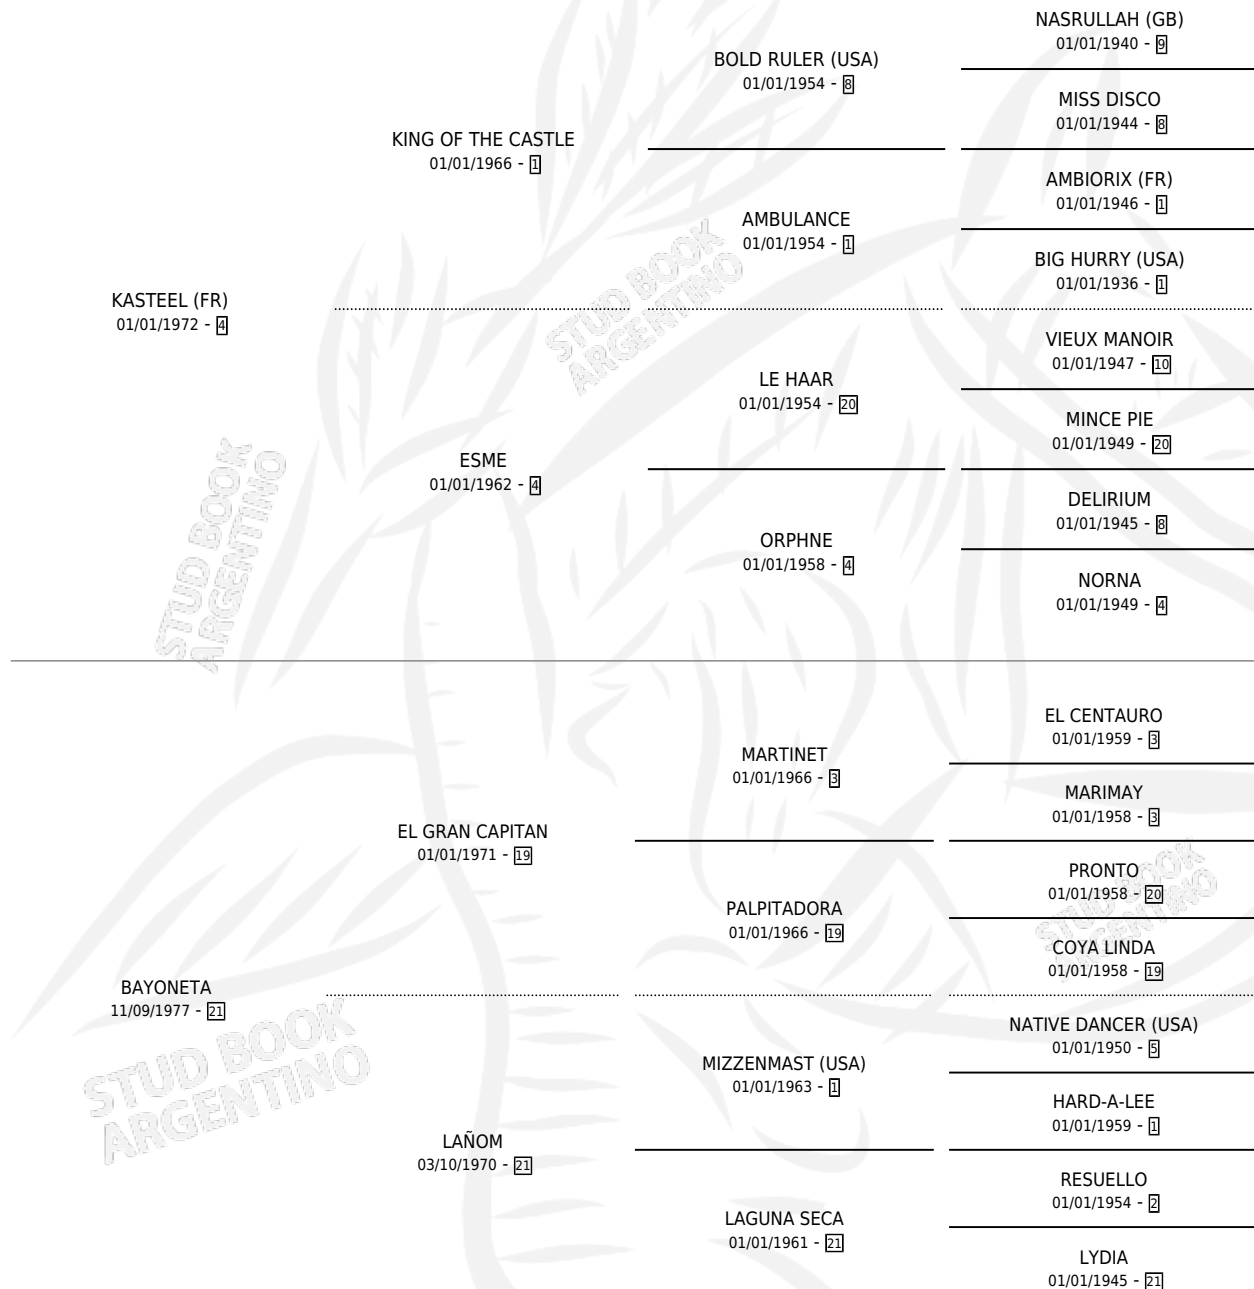 NASRULLAH (GB)
01/01/1940 - 9
BOLD RULER (USA)
01/01/1954 - 8
MISS DISCO
01/01/1944 - 8
KING OF THE CASTLE
01/01/1966 - 1
AMBIORIX (FR)
01/01/1946 - 1
AMBULANCE
01/01/1954 - 1
BIG HURRY (USA)
01/01/1936 - 1
KASTEEL (FR)
01/01/1972 - 4
VIEUX MANOIR
01/01/1947 - 10
LE HAAR
01/01/1954 - 20
MINCE PIE
01/01/1949 - 20
ESME
01/01/1962 - 4
DELIRIUM
01/01/1945 - 8
ORPHNE
01/01/1958 - 4
NORNA
01/01/1949 - 4
EL CENTAURO
01/01/1959 - 3
MARTINET
01/01/1966 - 3
MARIMAY
01/01/1958 - 3
EL GRAN CAPITAN
01/01/1971 - 19
PRONTO
01/01/1958 - 20
PALPITADORA
01/01/1966 - 19
COYA LINDA
01/01/1958 - 19
BAYONETA
11/09/1977 - 21
NATIVE DANCER (USA)
01/01/1950 - 5
MIZZENMAST (USA)
01/01/1963 - 1
HARD-A-LEE
01/01/1959 - 1
LAÑOM
03/10/1970 - 21
RESUELLO
01/01/1954 - 2
LAGUNA SECA
01/01/1961 - 21
LYDIA
01/01/1945 - 21
STUD BOOK
ARGENTINO
STUD BOOK
ARGENTINO
STUD BOOK
ARGENTINO
STUD BOOK
ARGENTINO